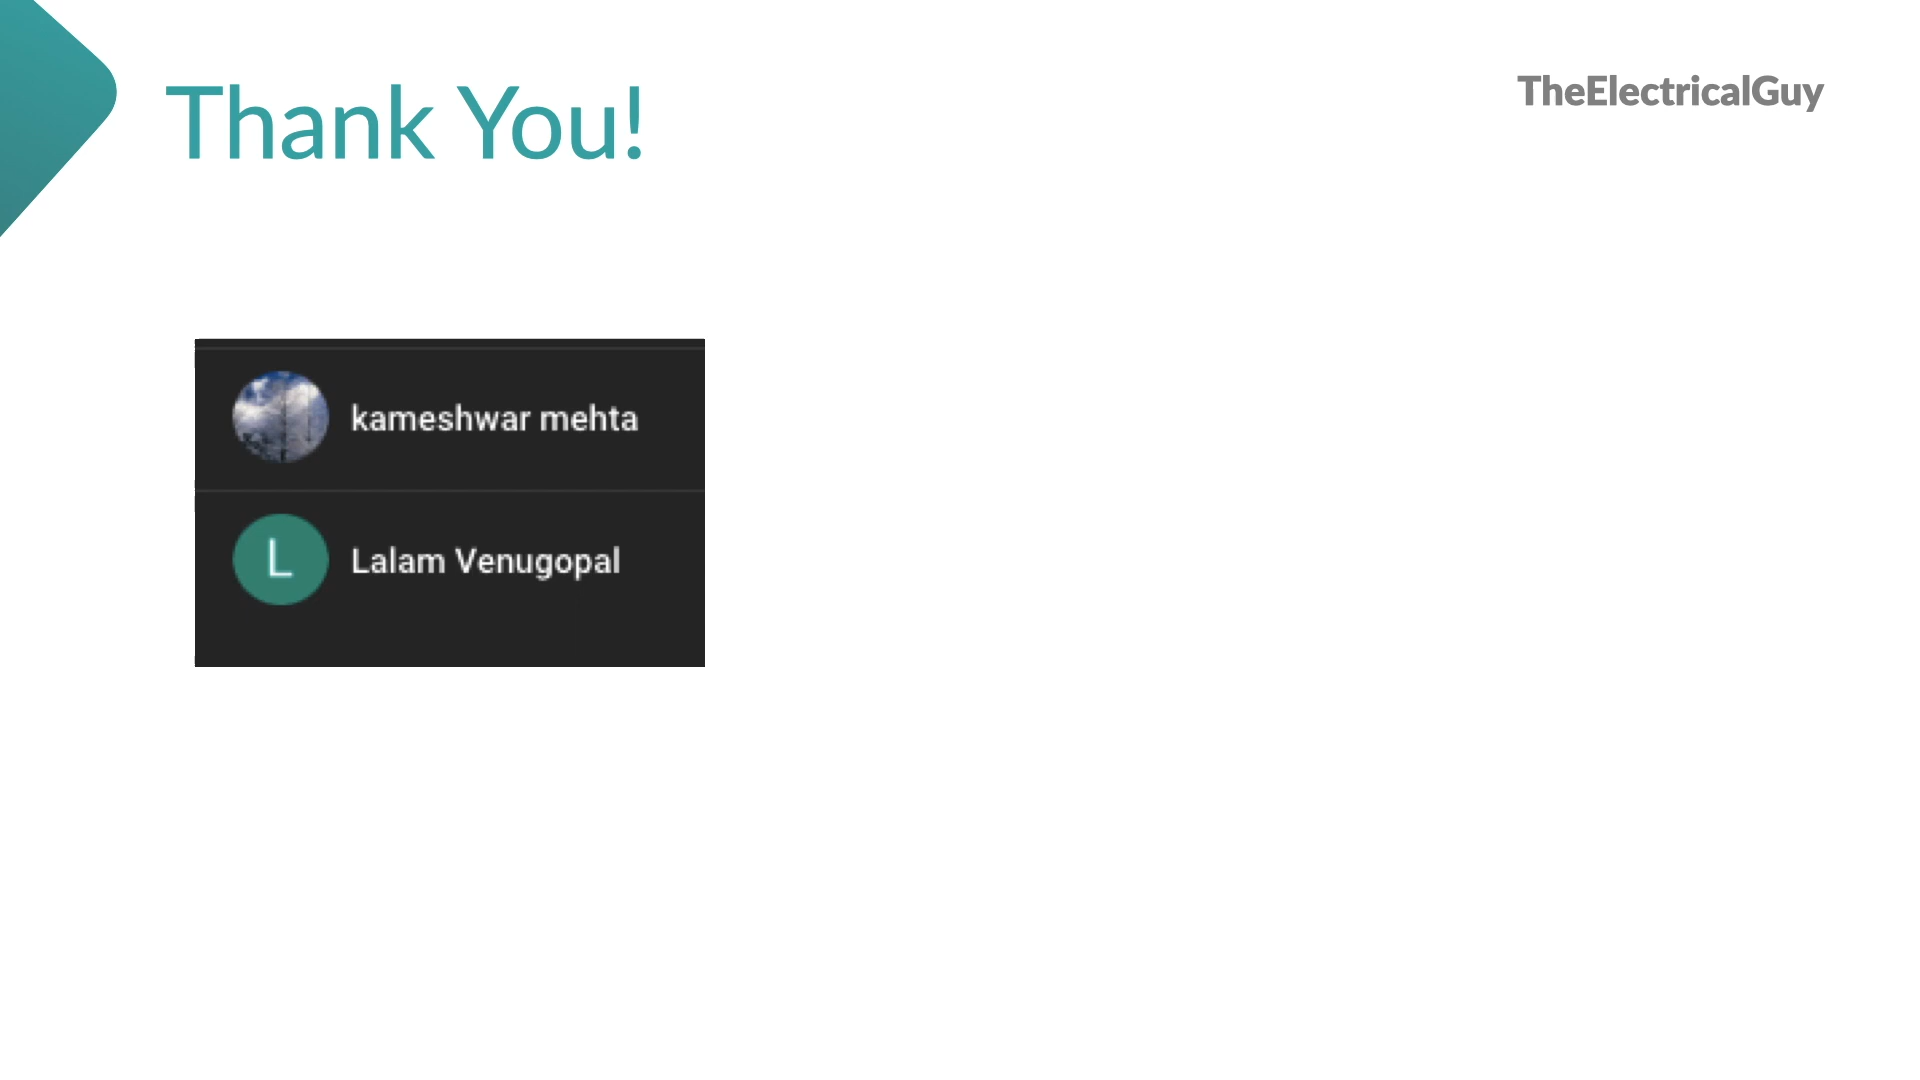 Thank You!
TheElectricalGuy
kameshwar mehta
L
Lalam Venugopal